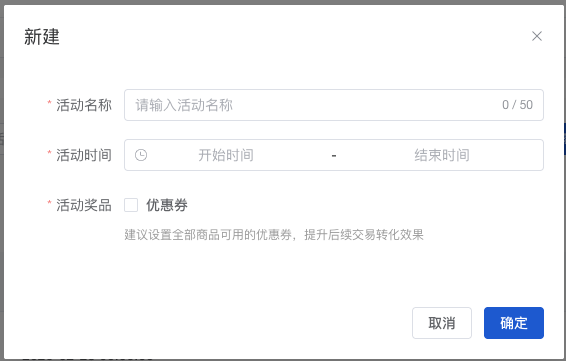 新建
* 活动名称 请输入活动名称 0 / 50
* 活动时间 开始时间 - 结束时间
* 活动奖品 优惠券
建议设置全部商品可用的优惠券，提升后续交易转化效果
取消 确定